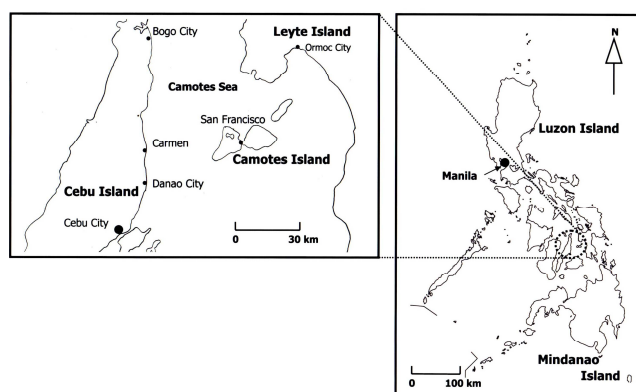 Bogo City
Leyte Island
Ormoc City
Camotes Sea
San Francisco
Carmen
Camotes Island
Cebu Island
Danao City
Cebu City
0 30 km
N
Luzon Island
Manila
Mindanao
Island
0 100 km